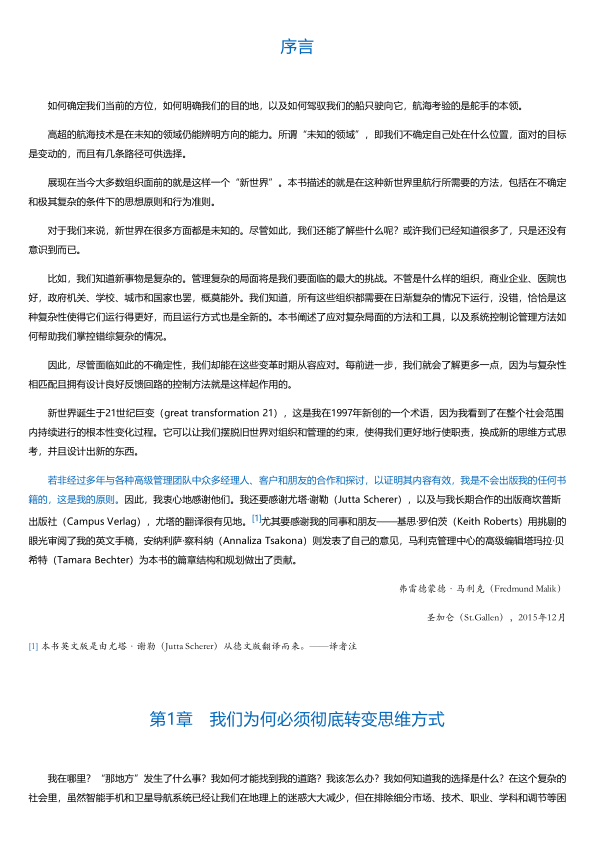 序言
如何确定我们当前的方位，如何明确我们的目的地，以及如何驾驭我们的船只驶向它，航海考验的是舵手的本领。
高超的航海技术是在未知的领域仍能辨明方向的能力。所谓“未知的领域”，即我们不确定自己处在什么位置，面对的目标
是变动的，而且有几条路径可供选择。
展现在当今大多数组织面前的就是这样一个“新世界”。本书描述的就是在这种新世界里航行所需要的方法，包括在不确定
和极其复杂的条件下的思想原则和行为准则。
对于我们来说，新世界在很多方面都是未知的。尽管如此，我们还能了解些什么呢？或许我们已经知道很多了，只是还没有
意识到而已。
比如，我们知道新事物是复杂的。管理复杂的局面将是我们要面临的最大的挑战。不管是什么样的组织，商业企业、医院也
好，政府机关、学校、城市和国家也罢，概莫能外。我们知道，所有这些组织都需要在日渐复杂的情况下运行，没错，恰恰是这
种复杂性使得它们运行得更好，而且运行方式也是全新的。本书阐述了应对复杂局面的方法和工具，以及系统控制论管理方法如
何帮助我们掌控错综复杂的情况。
因此，尽管面临如此的不确定性，我们却能在这些变革时期从容应对。每前进一步，我们就会了解更多一点，因为与复杂性
相匹配且拥有设计良好反馈回路的控制方法就是这样起作用的。
新世界诞生于21世纪巨变（great transformation 21），这是我在1997年新创的一个术语，因为我看到了在整个社会范围
内持续进行的根本性变化过程。它可以让我们摆脱旧世界对组织和管理的约束，使得我们更好地行使职责，换成新的思维方式思
考，并且设计出新的东西。
若非经过多年与各种高级管理团队中众多经理人、客户和朋友的合作和探讨，以证明其内容有效，我是不会出版我的任何书
籍的，这是我的原则。因此，我衷心地感谢他们。我还要感谢尤塔·谢勒（Jutta Scherer），以及与我长期合作的出版商坎普斯
出版社（Campus Verlag），尤塔的翻译很有见地。[1]尤其要感谢我的同事和朋友——基思·罗伯茨（Keith Roberts）用挑剔的
眼光审阅了我的英文手稿，安纳利萨·察科纳（Annaliza Tsakona）则发表了自己的意见，马利克管理中心的高级编辑塔玛拉·贝
希特（Tamara Bechter）为本书的篇章结构和规划做出了贡献。
弗雷德蒙德·马利克（Fredmund Malik）
圣加仑（St.Gallen），2015年12月
[1] 本书英文版是由尤塔·谢勒（Jutta Scherer）从德文版翻译而来。——译者注
第1章 我们为何必须彻底转变思维方式
我在哪里？“那地方”发生了什么事？我如何才能找到我的道路？我该怎么办？我如何知道我的选择是什么？在这个复杂的
社会里，虽然智能手机和卫星导航系统已经让我们在地理上的迷惑大大减少，但在排除细分市场、技术、职业、学科和调节等困